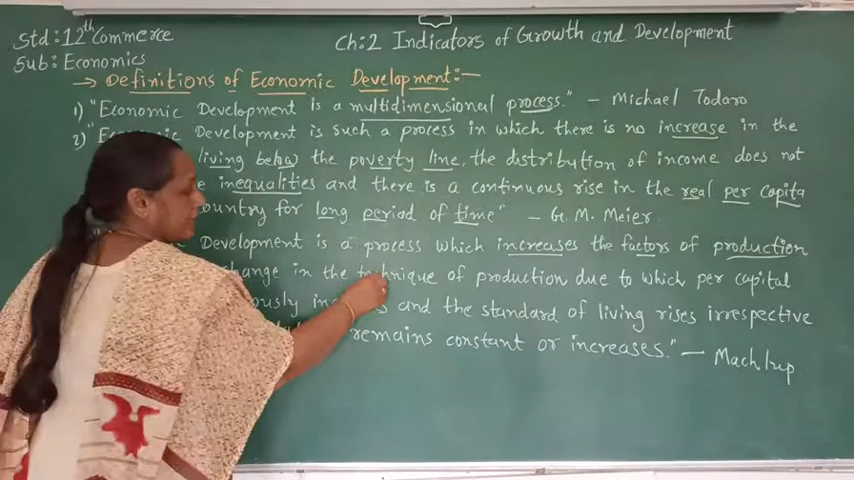 Std: 12th Commerce
Ch:2 Indicators of Growth and Development
Sub: Economics
→ Definitions of Economic Development:—
1) "Economic Development is a multidimensional process." - Michael Todaro
2) "Economic Development is such a process in which there is no increase in the
living below the poverty line, the distribution of income does not
inequalities and there is a continuous rise in the real per capita
country for long period of time" - G. M. Meier
Development is a process which increases the factors of production
change in the technique of production due to which per capital
and the standard of living rises irrespective
remains constant or increases." — Machlup